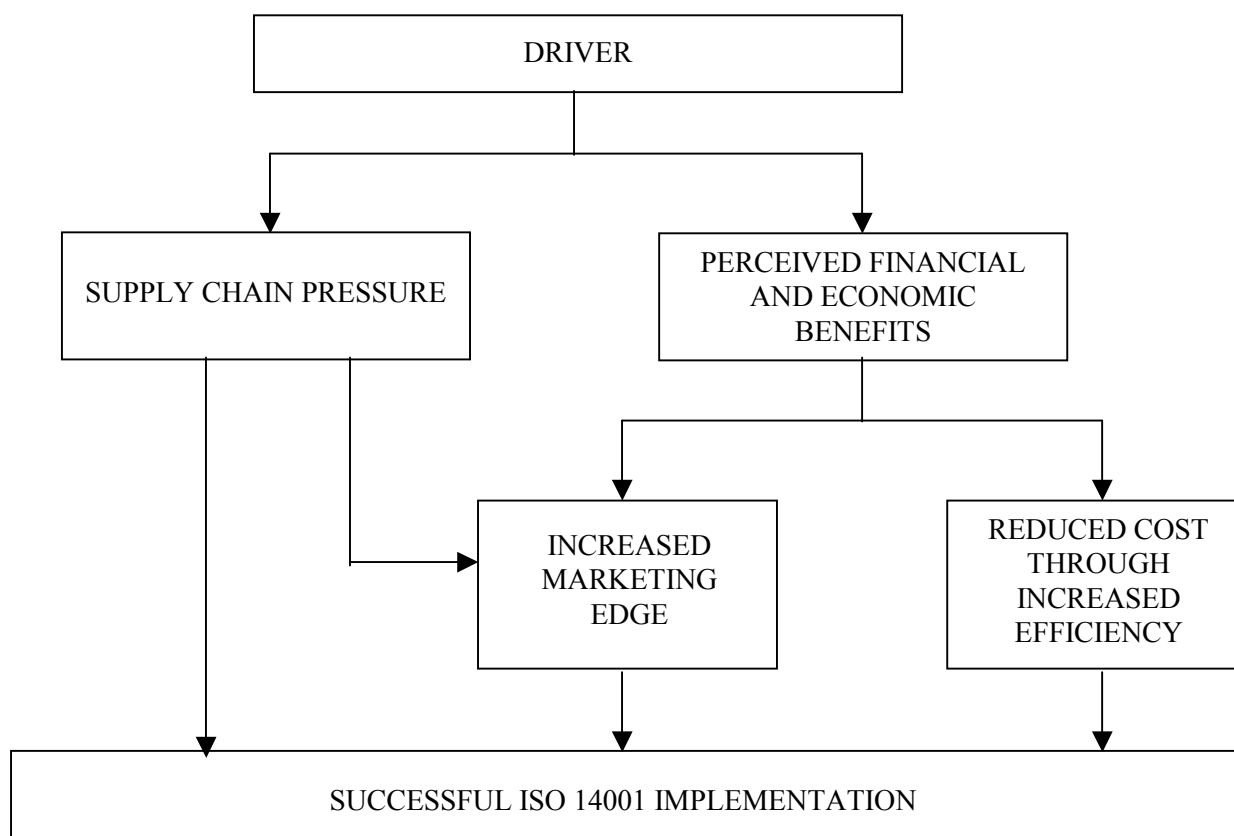 DRIVER
SUPPLY CHAIN PRESSURE
PERCEIVED FINANCIAL
AND ECONOMIC
BENEFITS
INCREASED
MARKETING
EDGE
REDUCED COST
THROUGH
INCREASED
EFFICIENCY
SUCCESSFUL ISO 14001 IMPLEMENTATION